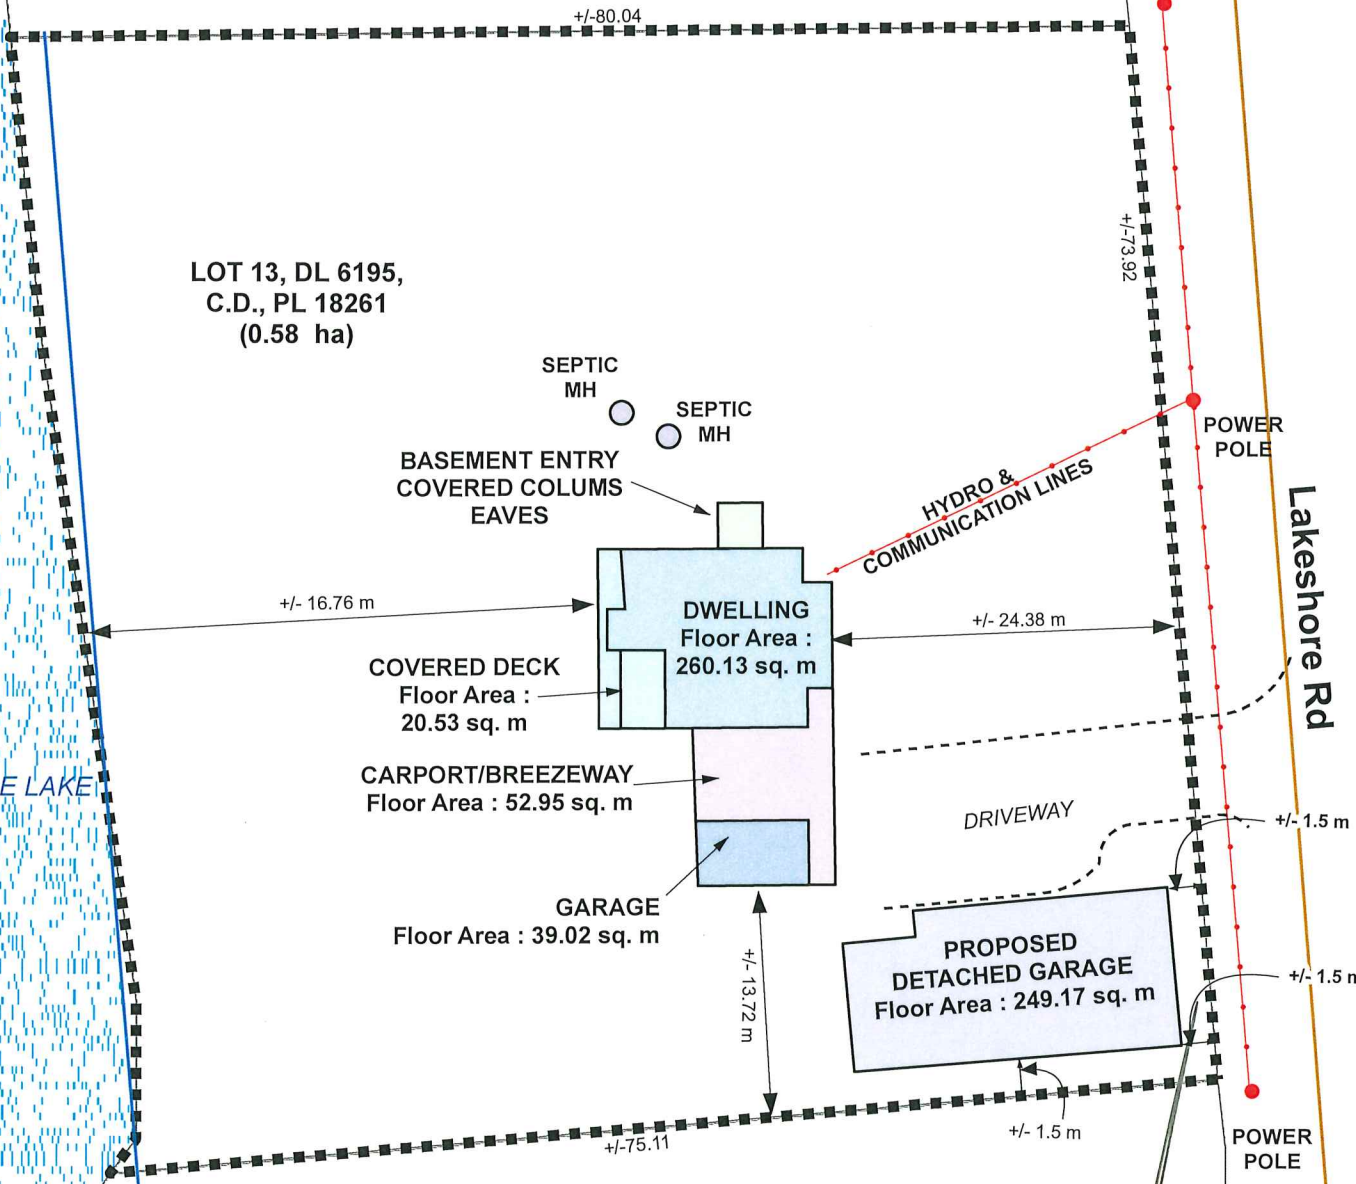 +/-80.04
+/-73.92
LOT 13, DL 6195,
C.D., PL 18261
(0.58 ha)
SEPTIC
MH
SEPTIC
MH
POWER
POLE
BASEMENT ENTRY
COVERED COLUMS
EAVES
HYDRO &
COMMUNICATION LINES
Lakeshore Rd
+/- 16.76 m
DWELLING
Floor Area :
260.13 sq. m
+/- 24.38 m
COVERED DECK
Floor Area :
20.53 sq. m
E LAKE
CARPORT/BREEZEWAY
Floor Area : 52.95 sq. m
DRIVEWAY
+/- 1.5 m
GARAGE
Floor Area : 39.02 sq. m
PROPOSED
DETACHED GARAGE
Floor Area : 249.17 sq. m
+/- 1.5 
+/- 13.72 m
+/- 1.5 m
+/-75.11
POWER
POLE